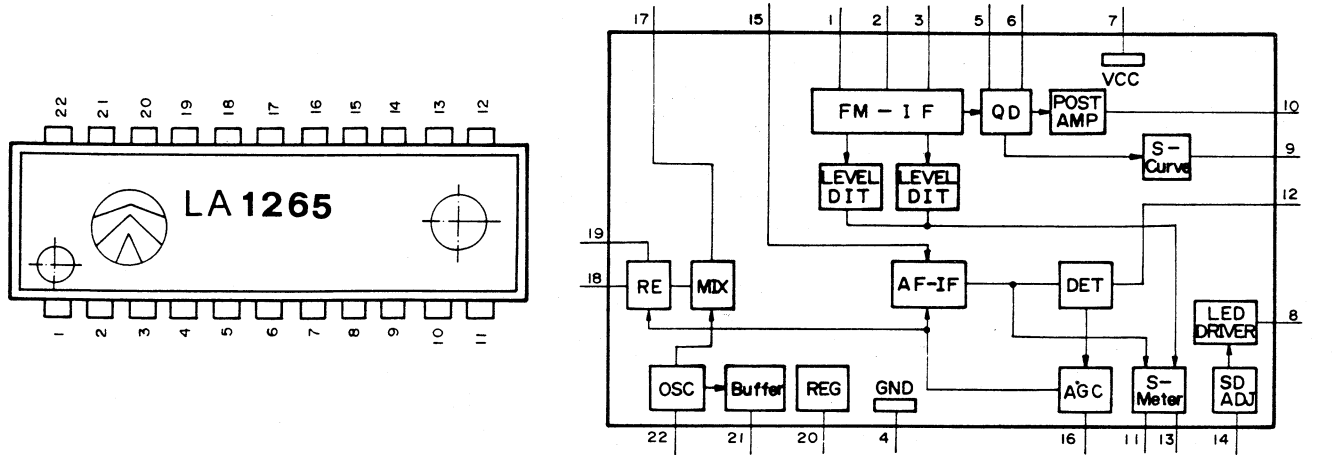 22 21 20 19 18 17 16 15 14 13 12
LA 1265
1 2 3 4 5 6 7 8 9 10 11
17 15 1 2 3 5 6 7
VCC
FM-IF
QD
POST
AMP
10
S-
Curve
9
LEVEL
DIT
LEVEL
DIT
12
19
18
RE
MIX
AF-IF
DET
LED
DRIVER
8
OSC
Buffer
REG
GND
AGC
S-
Meter
SD
ADJ
22 21 20 4 16 11 13 14